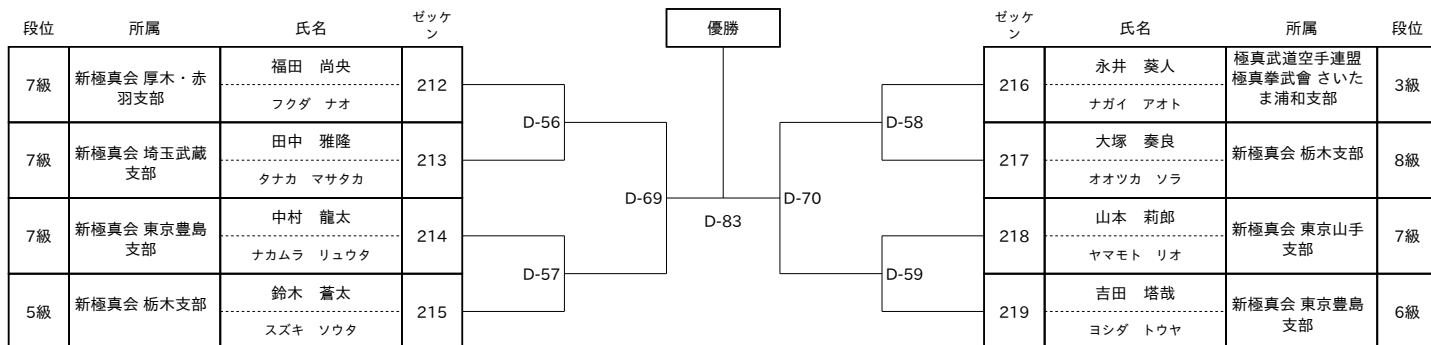 段位 所属 氏名 ゼッケ
ン
優勝
ゼッケ
ン 氏名 所属 段位
7級 新極真会 厚木・赤
羽支部 福田 尚央
フクダ ナオ 212
7級 新極真会 埼玉武蔵
支部 田中 雅隆
タナカ マサタカ 213
7級 新極真会 東京豊島
支部 中村 龍太
ナカムラ リュウタ 214
5級 新極真会 栃木支部 鈴木 蒼太
スズキ ソウタ 215
D-56
D-57
D-69
D-83
D-70
D-58
D-59
216 永井 葵人
ナガイ アオト 極真武道空手連盟
極真拳武會 さいた
ま浦和支部 3級
217 大塚 奏良
オオツカ ソラ 新極真会 栃木支部 8級
218 山本 莉郎
ヤマモト リオ 新極真会 東京山手
支部 7級
219 吉田 塔哉
ヨシダ トウヤ 新極真会 東京豊島
支部 6級